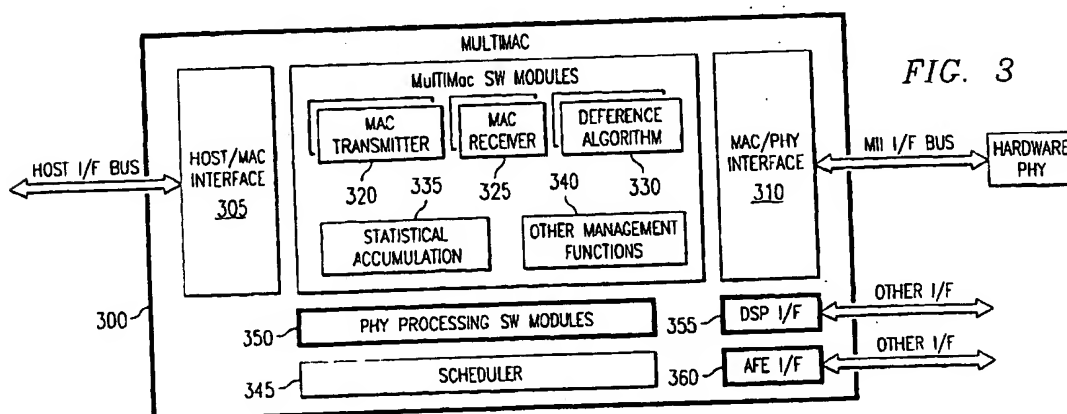 MULTIMAC
FIG. 3
MulTIMac SW MODULES
HOST/MAC
INTERFACE
305
MAC
TRANSMITTER
MAC
RECEIVER
DEFERENCE
ALGORITHM
MAC/PHY
INTERFACE
310
HOST I/F BUS
MII I/F BUS
HARDWARE
PHY
320
335
325
340
330
STATISTICAL
ACCUMULATION
OTHER MANAGEMENT
FUNCTIONS
300
350
PHY PROCESSING SW MODULES
355
DSP I/F
OTHER I/F
345
SCHEDULER
360
AFE I/F
OTHER I/F